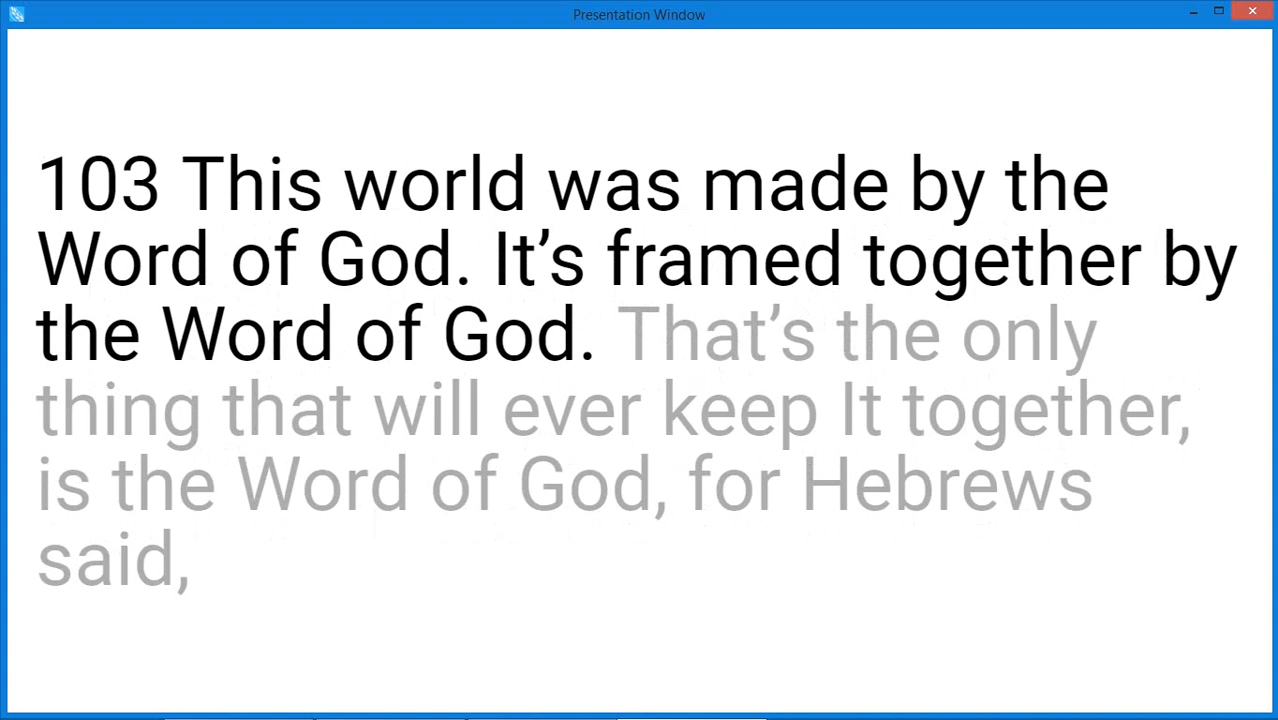 Presentation Window
103 This world was made by the
Word of God. It’s framed together by
the Word of God. That’s the only
thing that will ever keep It together,
is the Word of God, for Hebrews
said,